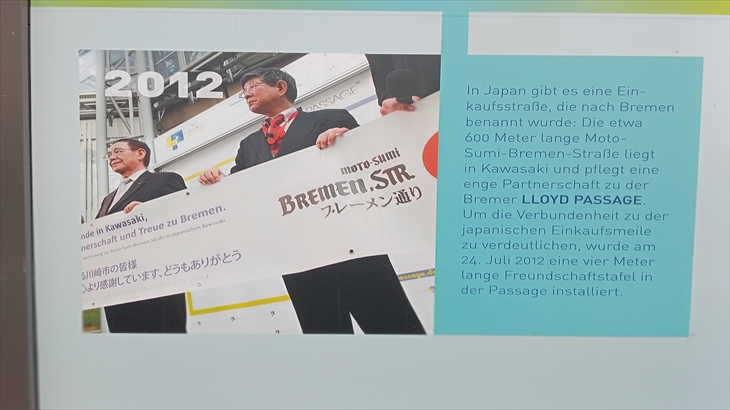 2012
PASSAGE
MOTO-SUMI
BREMEN.STR.
ブレーメン通り
nde in Kawasaki,
nerschaft und Treue zu Bremen.
川崎市の皆様
より感謝しています、どうもありがとう
passage.de
In Japan gibt es eine Ein-
kaufsstraße, die nach Bremen
benannt wurde: Die etwa
600 Meter lange Moto-
Sumi-Bremen-Straße liegt
in Kawasaki und pflegt eine
enge Partnerschaft zu der
Bremer LLOYD PASSAGE.
Um die Verbundenheit zu der
japanischen Einkaufsmeile
zu verdeutlichen, wurde am
24. Juli 2012 eine vier Meter
lange Freundschaftstafel in
der Passage installiert.